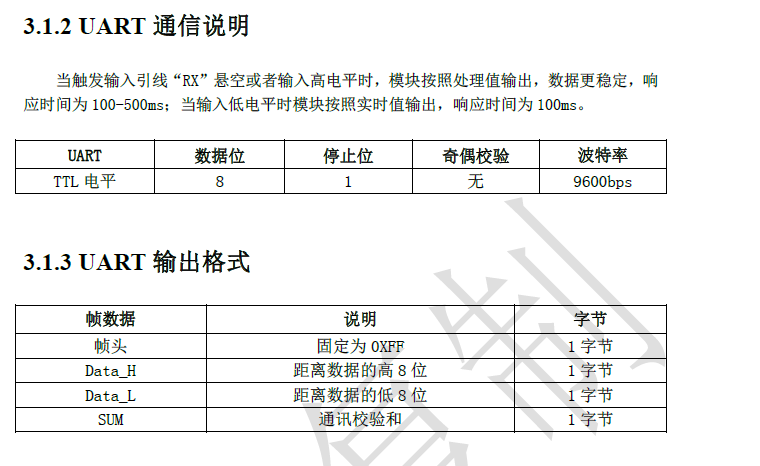 3.1.2 UART 通信说明
当触发输入引线“RX”悬空或者输入高电平时，模块按照处理值输出，数据更稳定，响
应时间为 100-500ms；当输入低电平时模块按照实时值输出，响应时间为 100ms。
UART 数据位 停止位 奇偶校验 波特率
TTL 电平 8 1 无 9600bps
3.1.3 UART 输出格式
帧数据 说明 字节
帧头 固定为 0XFF 1 字节
Data_H 距离数据的高 8 位 1 字节
Data_L 距离数据的低 8 位 1 字节
SUM 通讯校验和 1 字节
制